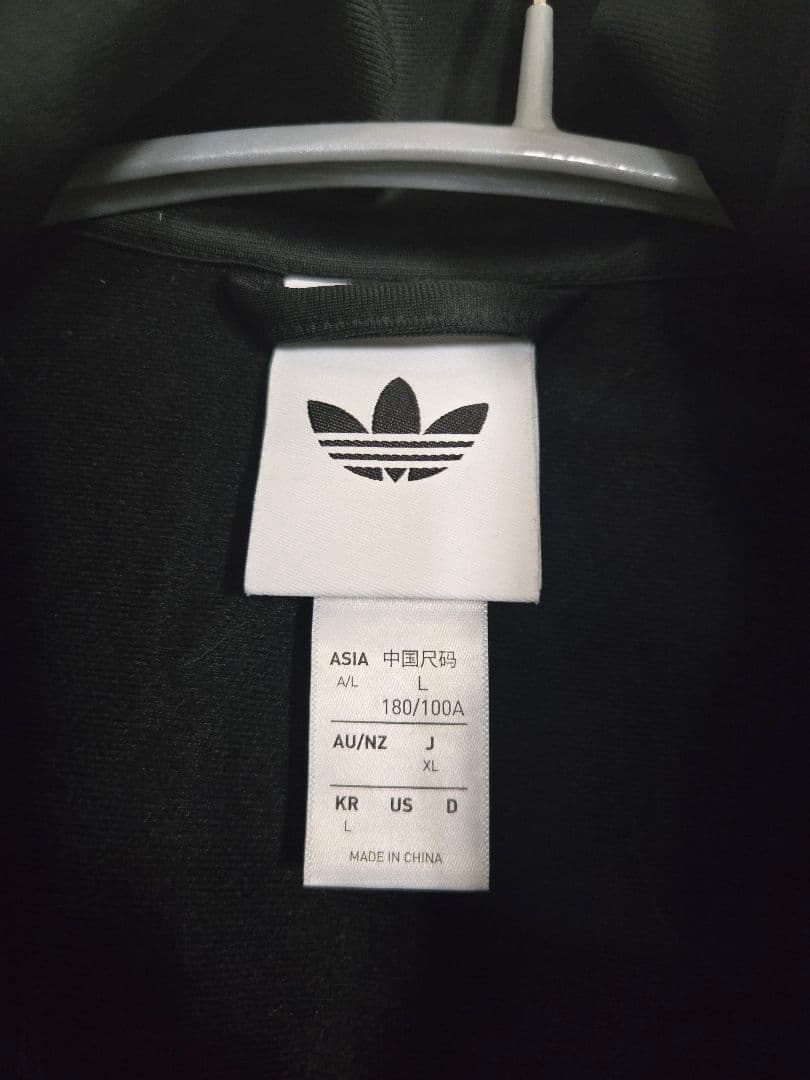 ASIA 中国尺码
A/L L
180/100A
AU/NZ J
XL
KR US D
L
MADE IN CHINA